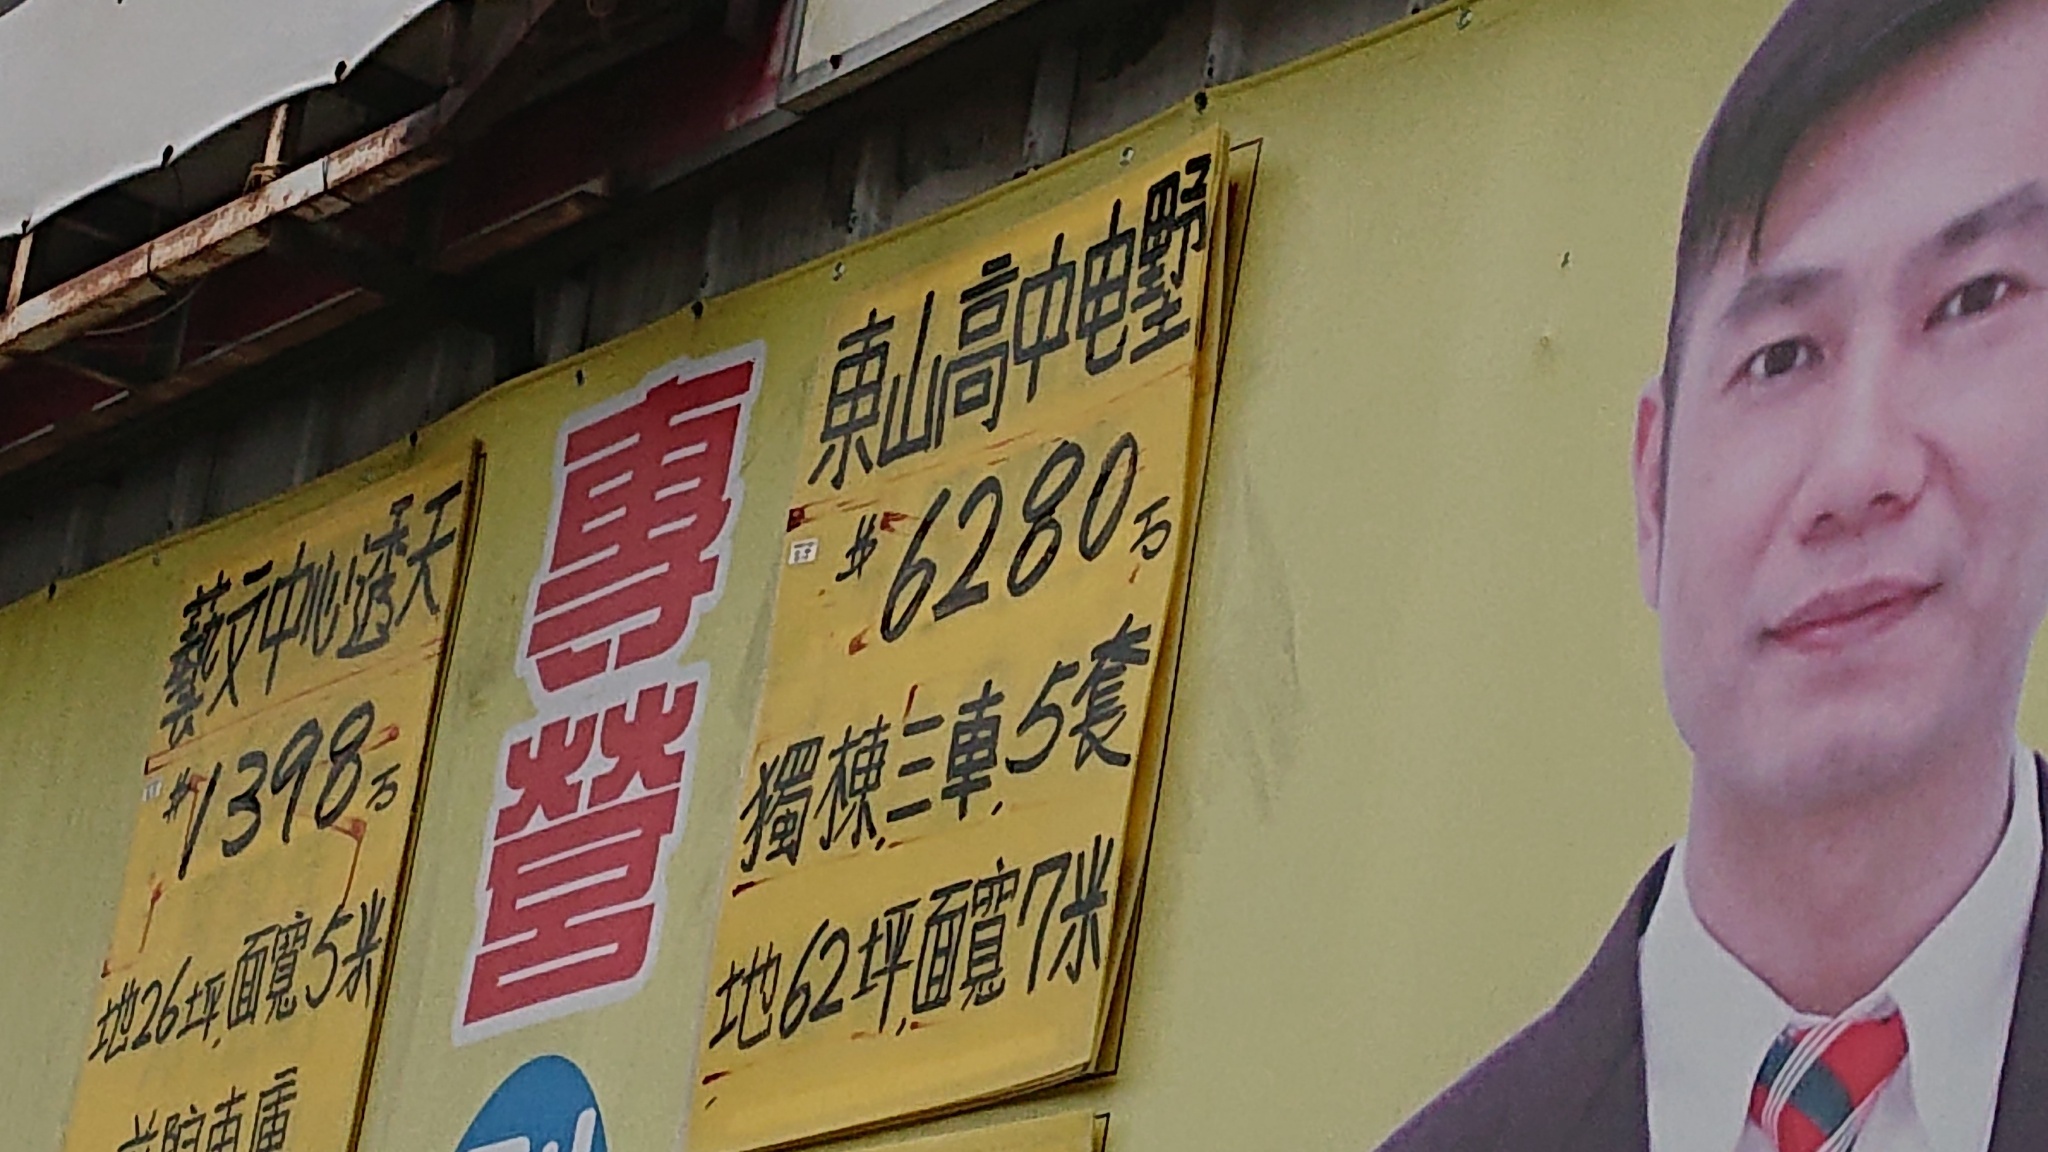 藝文中心透天
$1398万
地26坪,面寬5米
專營
東山高中电墅
$6280万
獨棟,三車,5套
地62坪,面寬7米